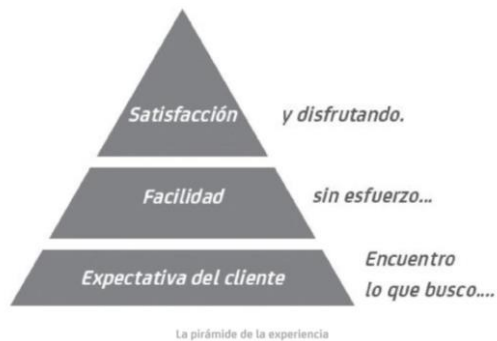 Satisfacción y disfrutando.
Facilidad sin esfuerzo...
Expectativa del cliente
Encuentro
lo que busco....
La pirámide de la experiencia